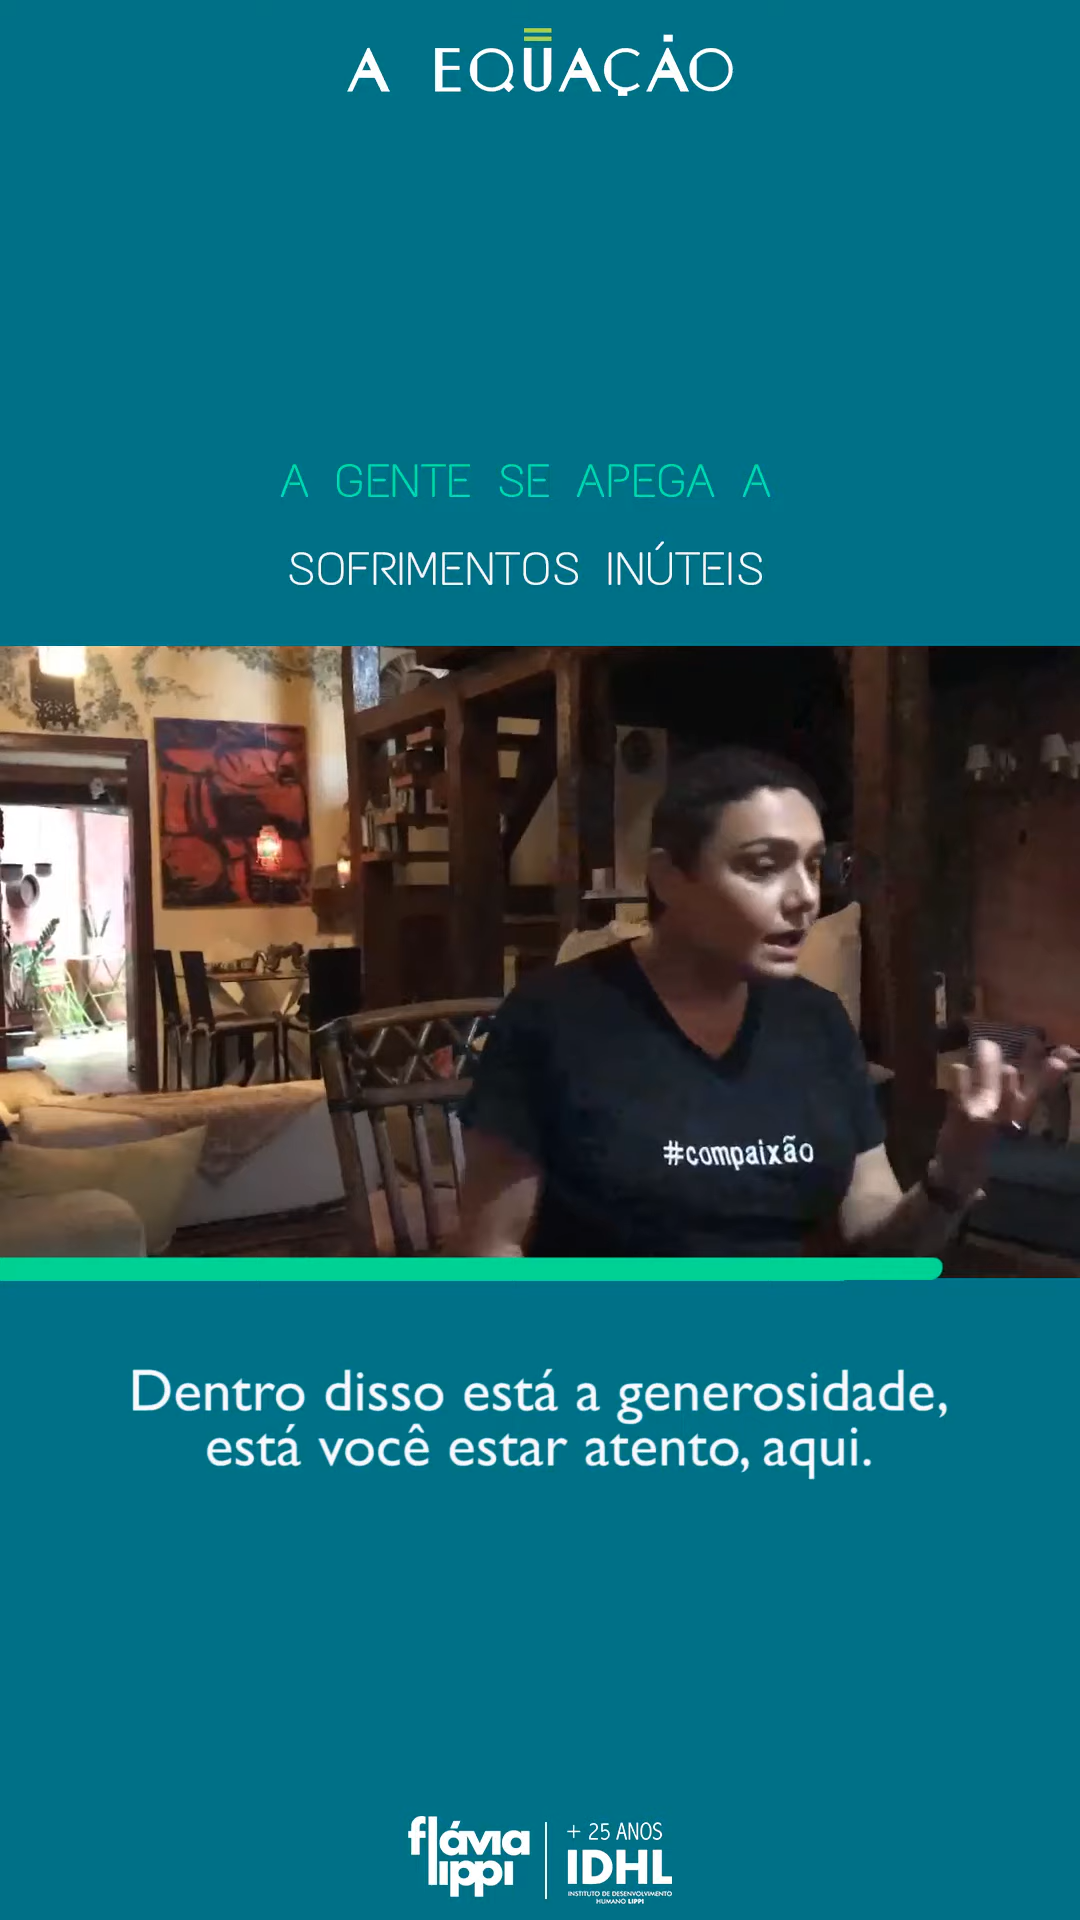 A EQUAÇÃO
A GENTE SE APEGA A
SOFRIMENTOS INÚTEIS
#compaixão
Dentro disso está a generosidade,
está você estar atento, aqui.
flávia
lippi
+ 25 ANOS
IDHL
INSTITUTO DE DESENVOLVIMENTO
HUMANO LIPPI